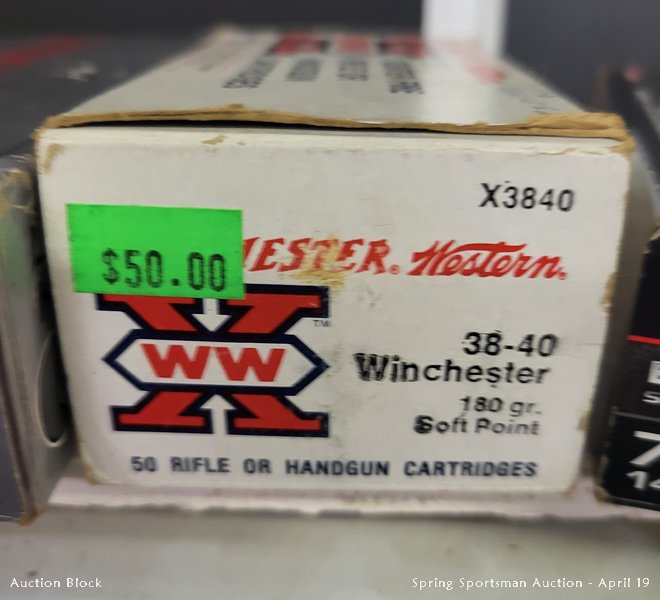 X3840
$50.00
ESTER® Western®
TM
WW
38-40
Winchester
180 gr.
Soft Point
50 RIFLE OR HANDGUN CARTRIDGES
Auction Block
Spring Sportsman Auction - April 19